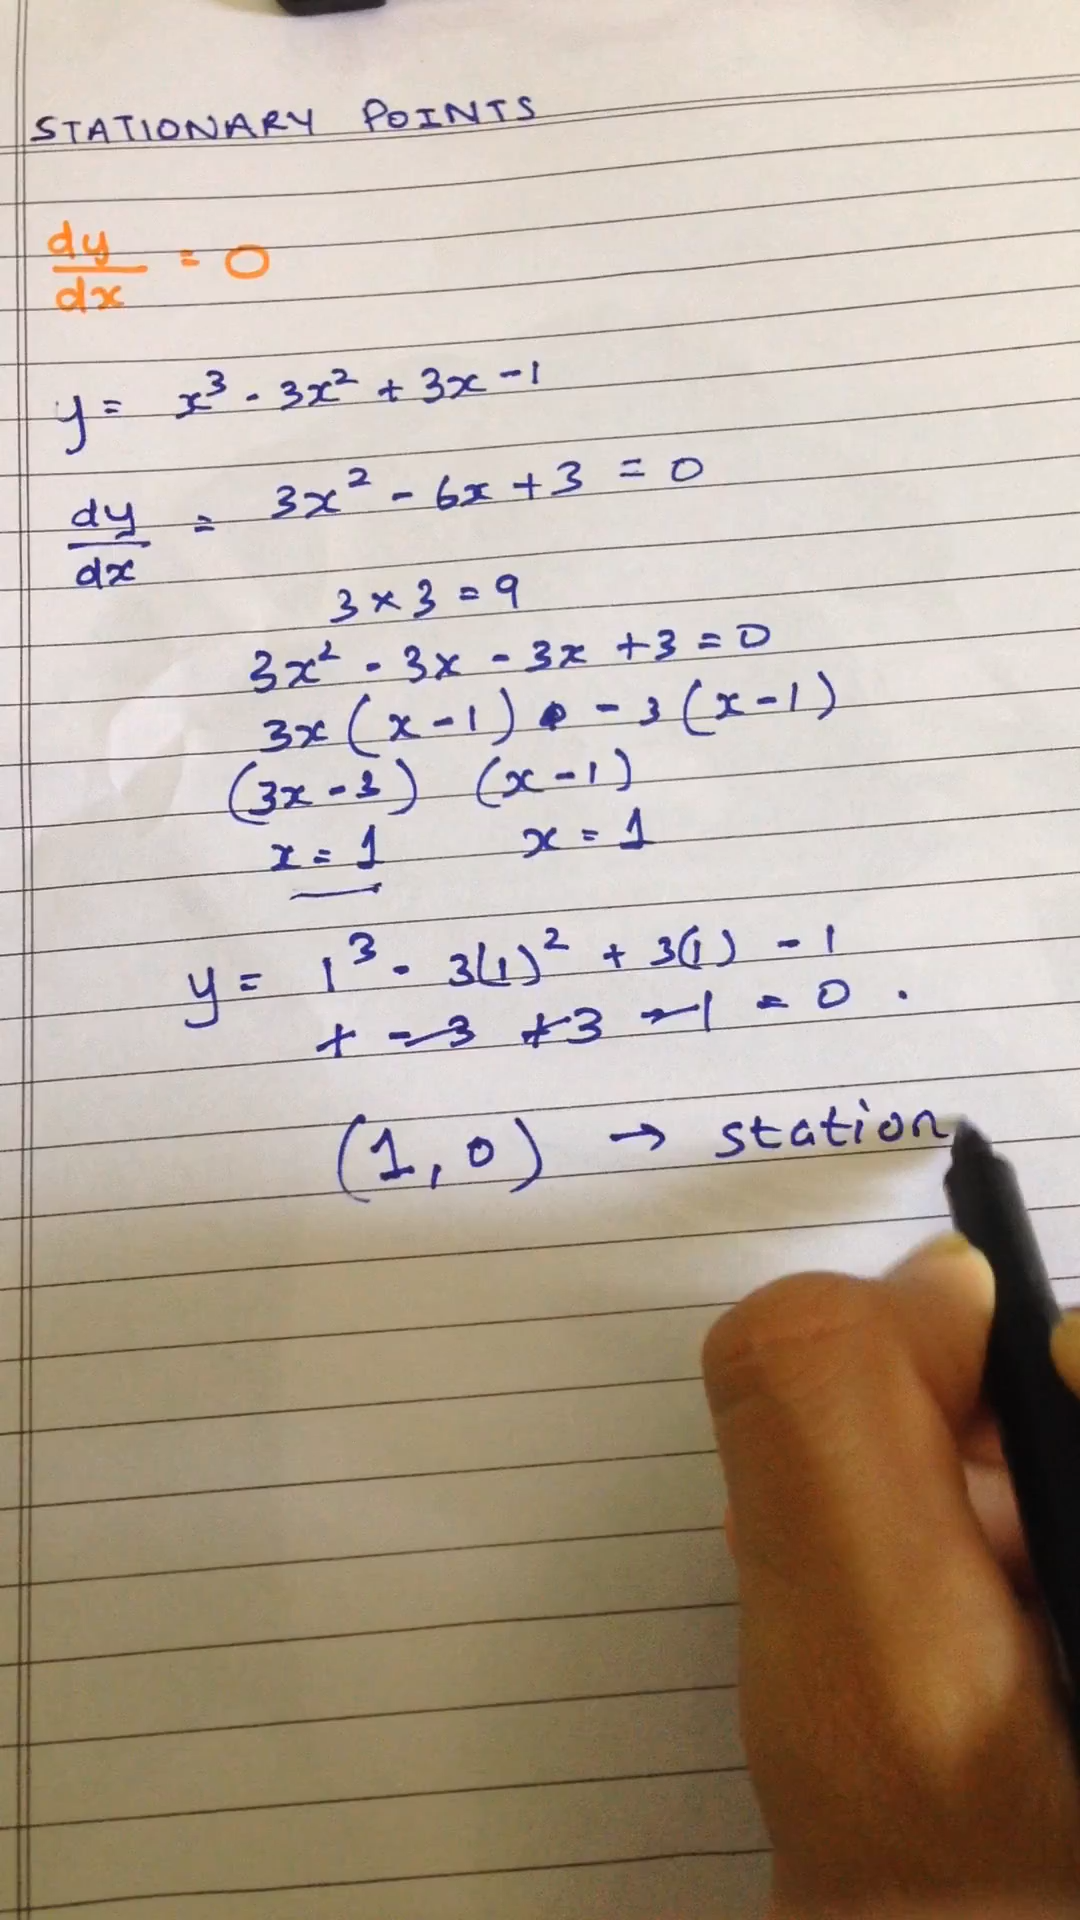 STATIONARY POINTS
dy/dx = 0
y = x³ - 3x² + 3x - 1
dy/dx = 3x² - 6x + 3 = 0
3 × 3 = 9
3x² - 3x - 3x + 3 = 0
3x (x - 1) - 3 (x - 1)
(3x - 3) (x - 1)
x = 1 x = 1
y = 1³ - 3(1)² + 3(1) - 1
1 - 3 + 3 - 1 = 0 .
(1, 0) → station